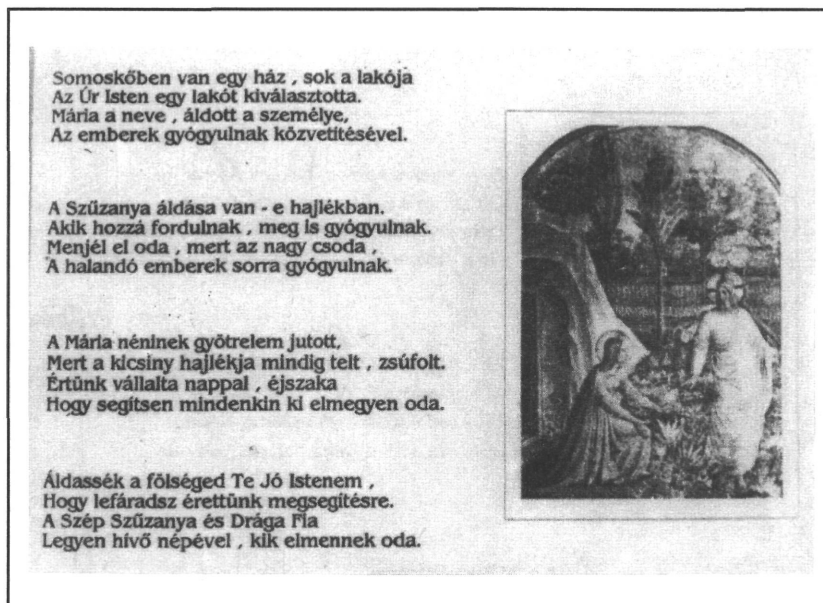 Somoskőben van egy ház , sok a lakója
Az Úr Isten egy lakót kiválasztotta.
Mária a neve , áldott a személye,
Az emberek gyógyulnak közvetítésével.
A Szűzanya áldása van - e hajlékban.
Akik hozzá fordulnak , meg is gyógyulnak.
Menjél el oda , mert az nagy csoda ,
A halandó emberek sorra gyógyulnak.
A Mária néninek gyötrelem jutott,
Mert a kicsiny hajlékja mindig telt , zsúfolt.
Értünk vállalta nappal , éjszaka
Hogy segítsen mindenkin ki elmegyen oda.
Áldassék a fölséged Te Jó Istenem ,
Hogy lefáradsz érettünk megsegítésre.
A Szép Szűzanya és Drága Fia
Legyen hívő népével , kik elmennek oda.